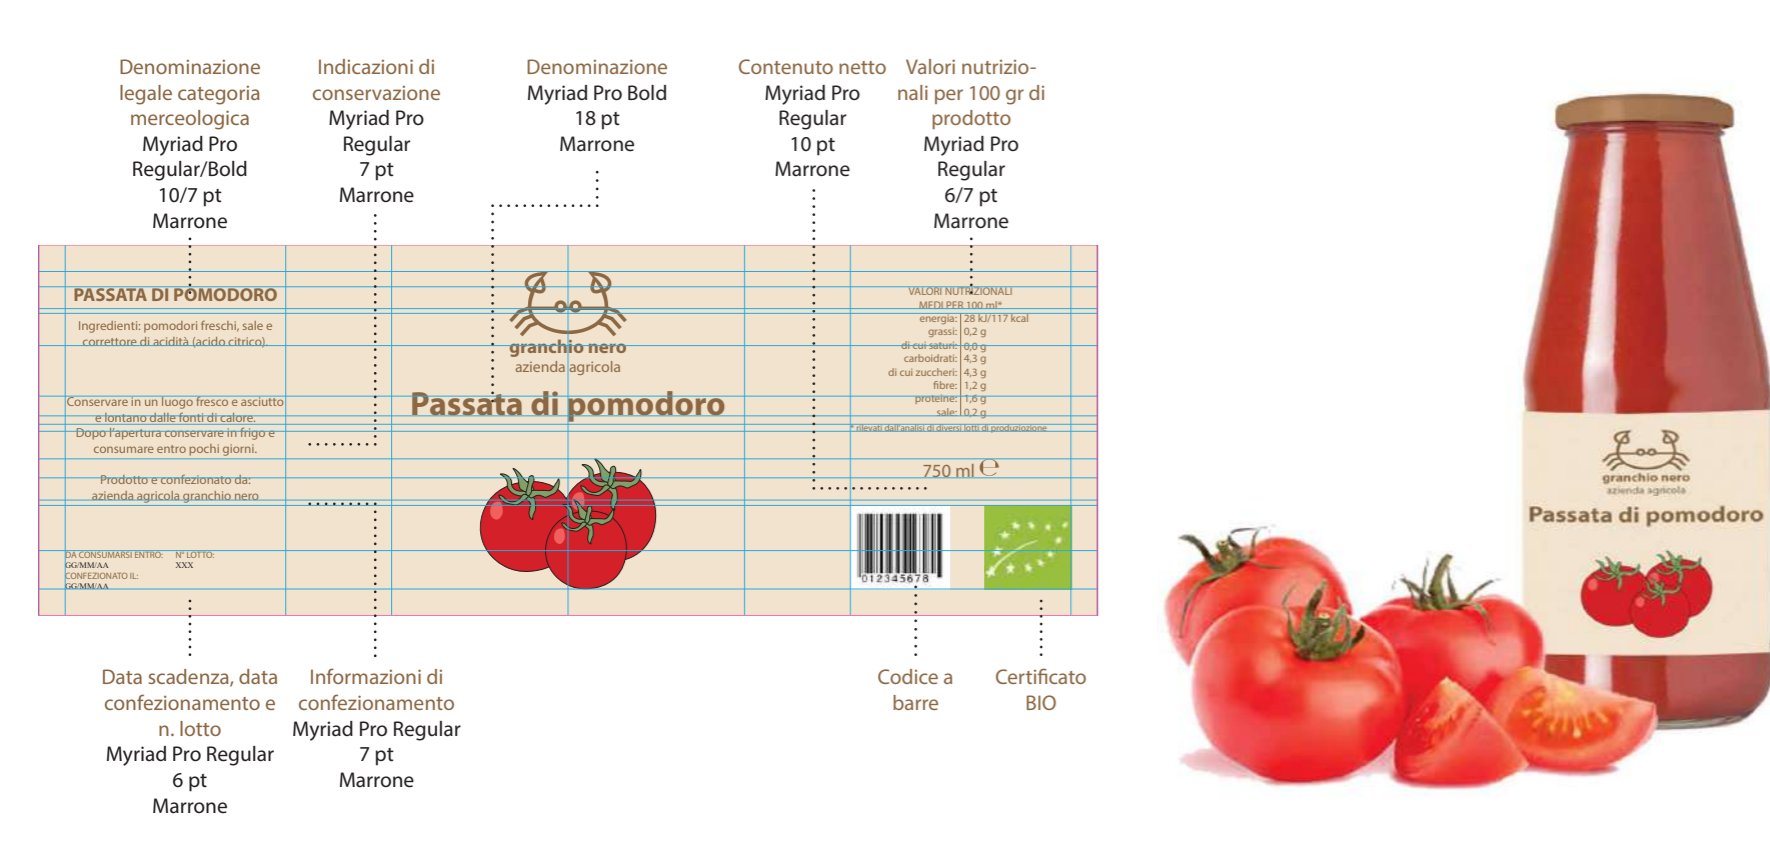 Denominazione
legale categoria
merceologica
Myriad Pro
Regular/Bold
10/7 pt
Marrone
Indicazioni di
conservazione
Myriad Pro
Regular
7 pt
Marrone
Denominazione
Myriad Pro Bold
18 pt
Marrone
Contenuto netto
Myriad Pro
Regular
10 pt
Marrone
Valori nutrizio-
nali per 100 gr di
prodotto
Myriad Pro
Regular
6/7 pt
Marrone
PASSATA DI POMODORO
Ingredienti: pomodori freschi, sale e
correttore di acidità (acido citrico).
Conservare in un luogo fresco e asciutto
e lontano dalle fonti di calore.
Dopo l'apertura conservare in frigo e
consumare entro pochi giorni.
Prodotto e confezionato da:
azienda agricola granchio nero
DA CONSUMARSI ENTRO: N° LOTTO:
GG/MM/AA XXX
CONFEZIONATO IL:
GG/MM/AA
granchio nero
azienda agricola
Passata di pomodoro
VALORI NUTRIZIONALI
MEDI PER 100 ml*
energia: 28 kJ/117 kcal
grassi: 0,2 g
di cui saturi: 0,0 g
carboidrati: 4,3 g
di cui zuccheri: 4,3 g
fibre: 1,2 g
proteine: 1,6 g
sale: 0,2 g
* rilevati dall'analisi di diversi lotti di produziozione
750 ml ℮
012345678
Data scadenza, data
confezionamento e
n. lotto
Myriad Pro Regular
6 pt
Marrone
Informazioni di
confezionamento
Myriad Pro Regular
7 pt
Marrone
Codice a
barre
Certificato
BIO
granchio nero
azienda agricola
Passata di pomodoro